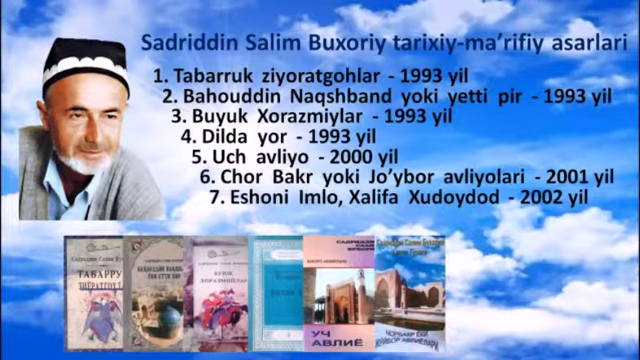 Sadriddin Salim Buxoriy tarixiy-ma’rifiy asarlari
1. Tabarruk ziyoratgohlar - 1993 yil
2. Bahouddin Naqshband yoki yetti pir - 1993 yil
3. Buyuk Xorazmiylar - 1993 yil
4. Dilda yor - 1993 yil
5. Uch avliyo - 2000 yil
6. Chor Bakr yoki Jo’ybor avliyolari - 2001 yil
7. Eshoni Imlo, Xalifa Xudoydod - 2002 yil
ТАБАРРУ
БУЮК
ХОРАЗМИЙЛАР
УЧ
АВЛИЁ